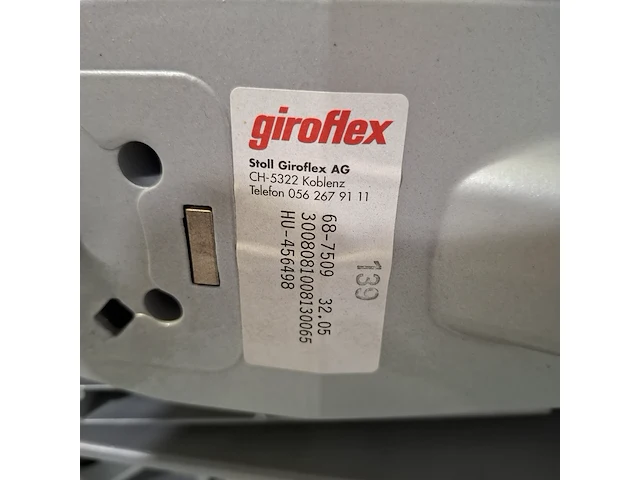 giroflex
Stoll Giroflex AG
CH-5322 Koblenz
Telefon 056 267 91 11
68-7509 32.05
3008081008130065
HU-456498
139